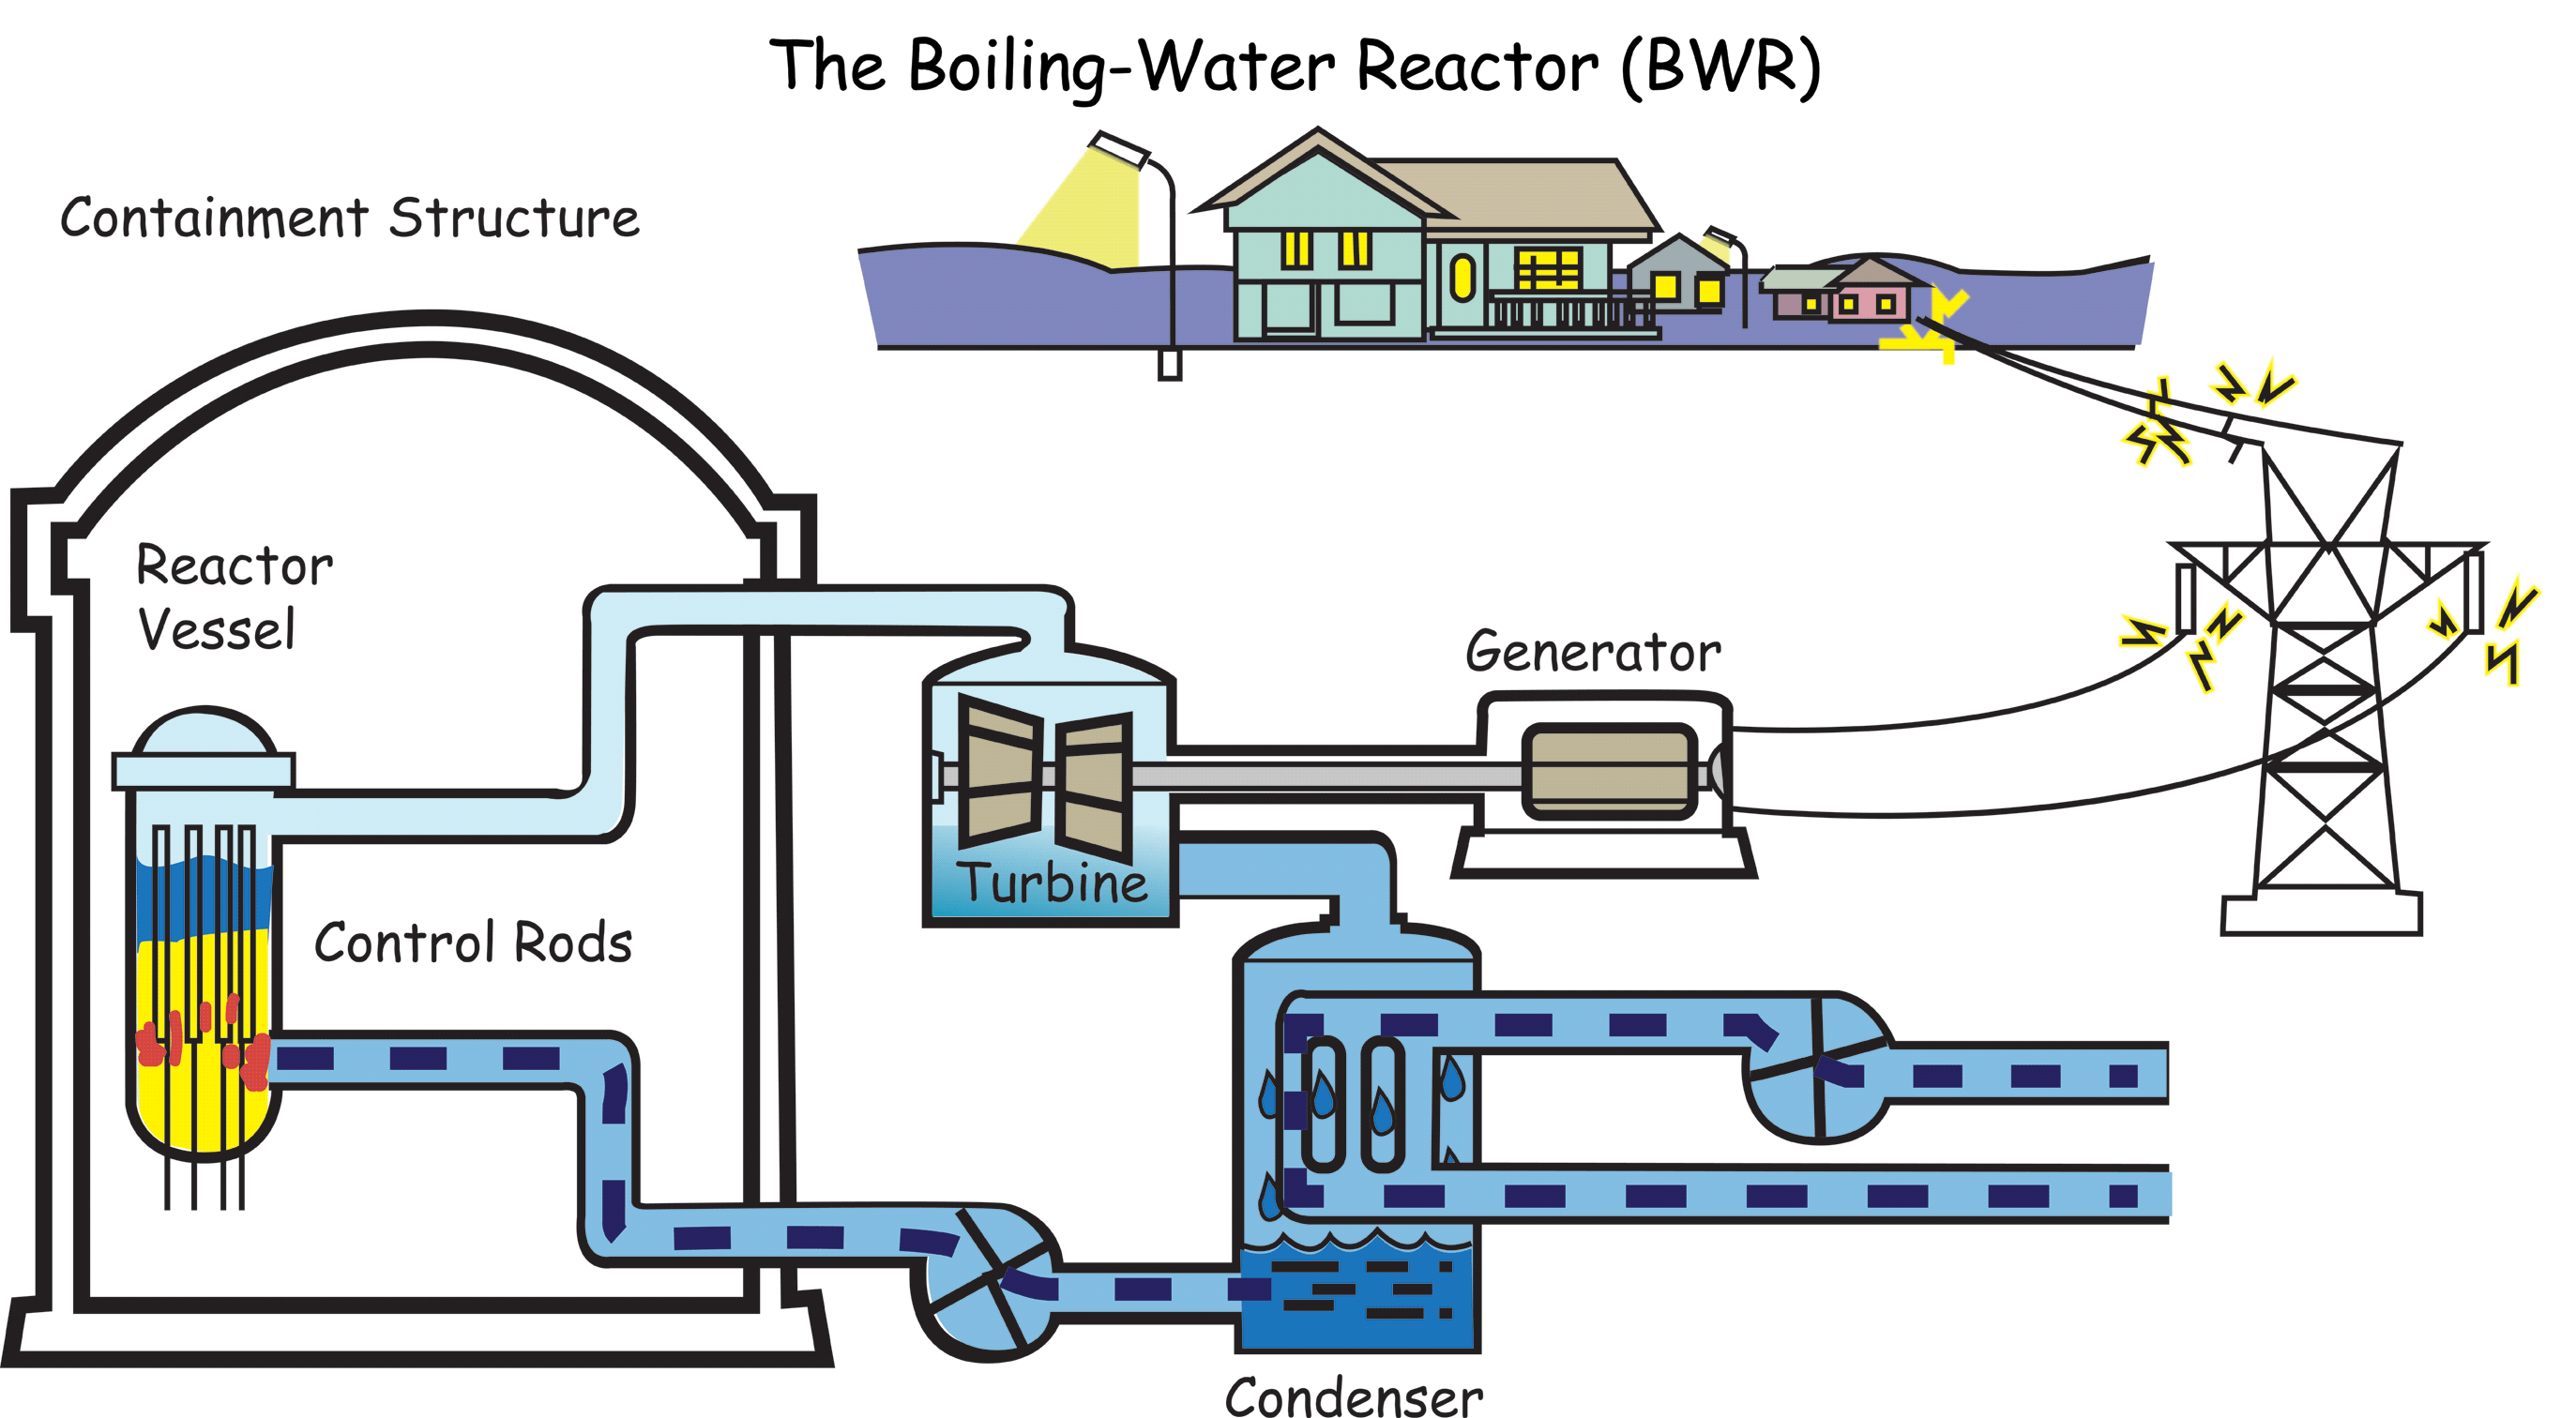 The Boiling-Water Reactor (BWR)
Containment Structure
Reactor
Vessel
Generator
Turbine
Control Rods
Condenser